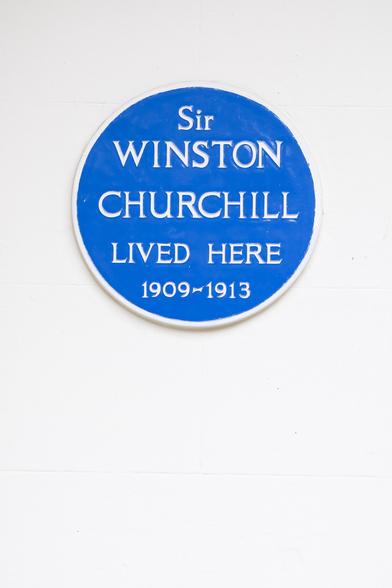 Sir
WINSTON
CHURCHILL
LIVED HERE
1909-1913